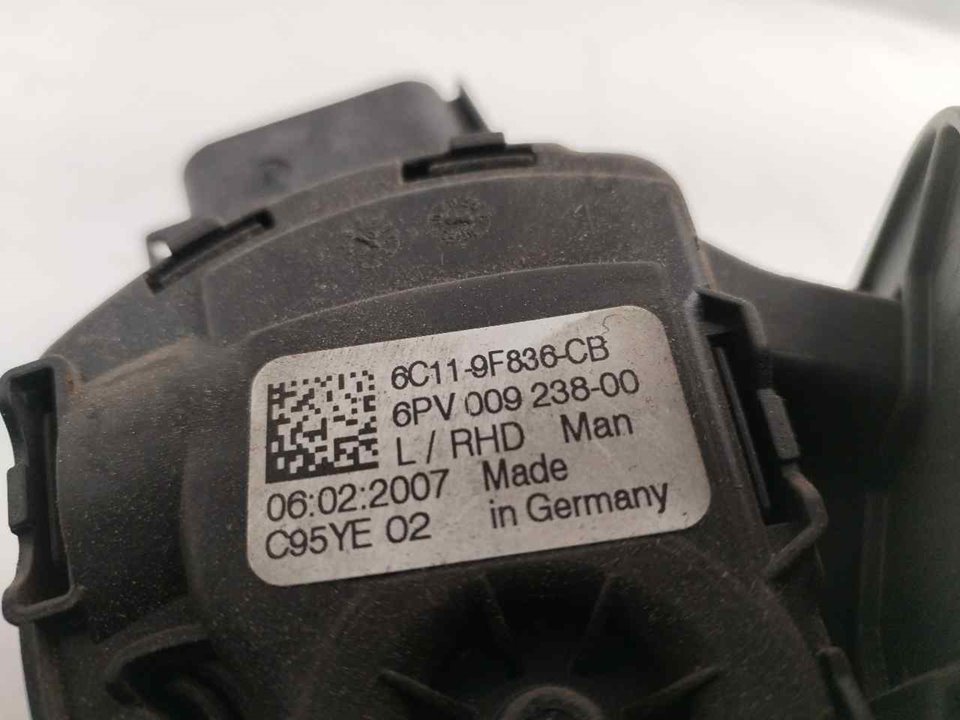 6C11-9F836-CB
6PV 009 238-00
L / RHD Man
06:02:2007 Made
C95YE 02 in Germany